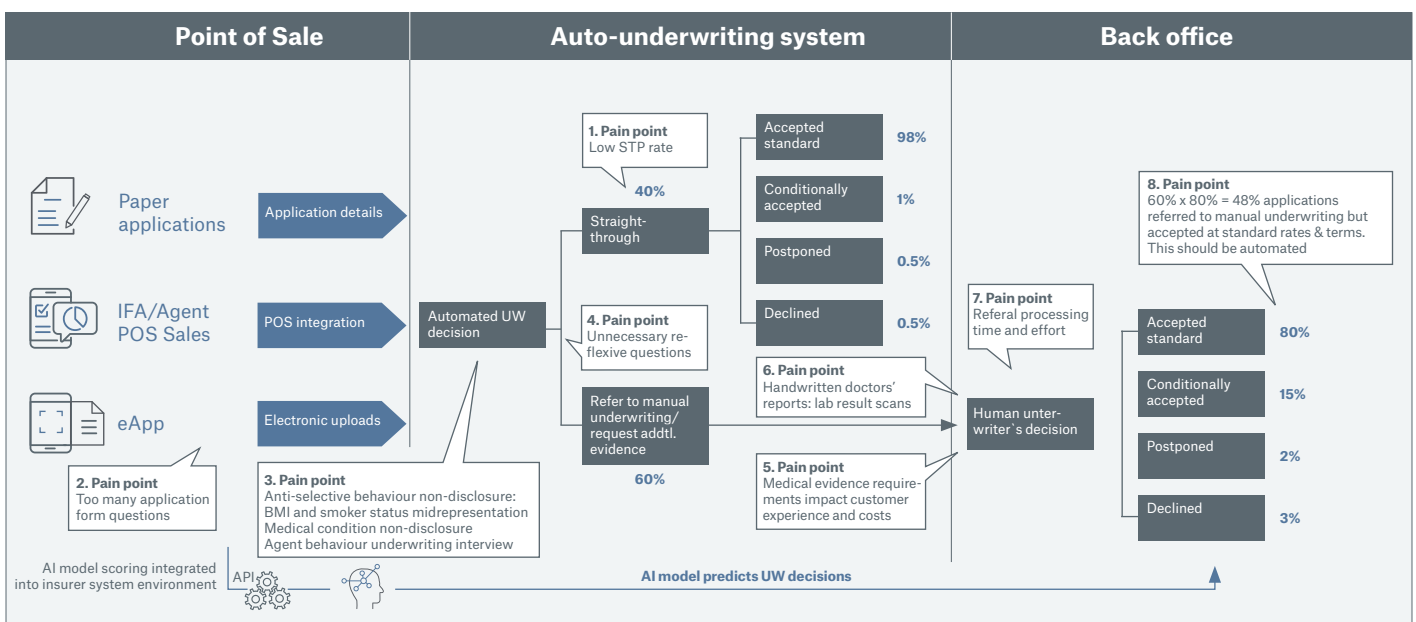 Point of Sale
Auto-underwriting system
Back office
Paper
applications
Application details
IFA/Agent
POS Sales
POS integration
eApp
Electronic uploads
2. Pain point
Too many application
form questions
3. Pain point
Anti-selective behaviour non-disclosure:
BMI and smoker status midrepresentation
Medical condition non-disclosure
Agent behaviour underwriting interview
Automated UW
decision
1. Pain point
Low STP rate
40%
Straight-
through
4. Pain point
Unnecessary re-
flexive questions
Refer to manual
underwriting/
request addtl.
evidence
60%
Accepted
standard
98%
Conditionally
accepted
1%
Postponed
0.5%
Declined
0.5%
6. Pain point
Handwritten doctors’
reports: lab result scans
5. Pain point
Medical evidence require-
ments impact customer
experience and costs
7. Pain point
Referal processing
time and effort
Human unter-
writer`s decision
8. Pain point
60% x 80% = 48% applications
referred to manual underwriting but
accepted at standard rates & terms.
This should be automated
Accepted
standard
80%
Conditionally
accepted
15%
Postponed
2%
Declined
3%
AI model scoring integrated
into insurer system environment
API
AI model predicts UW decisions